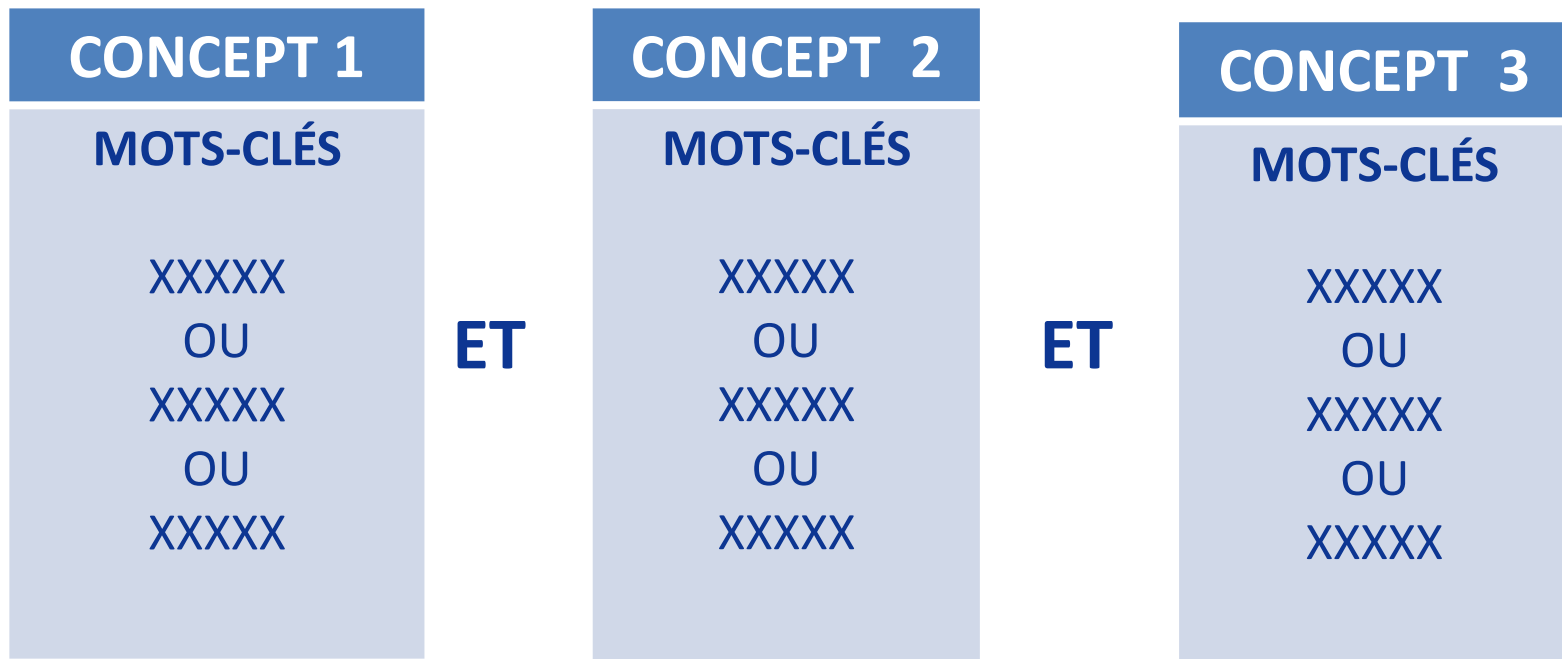 CONCEPT 1
MOTS-CLÉS
XXXXX
OU
XXXXX
OU
XXXXX
ET
CONCEPT 2
MOTS-CLÉS
XXXXX
OU
XXXXX
OU
XXXXX
ET
CONCEPT 3
MOTS-CLÉS
XXXXX
OU
XXXXX
OU
XXXXX